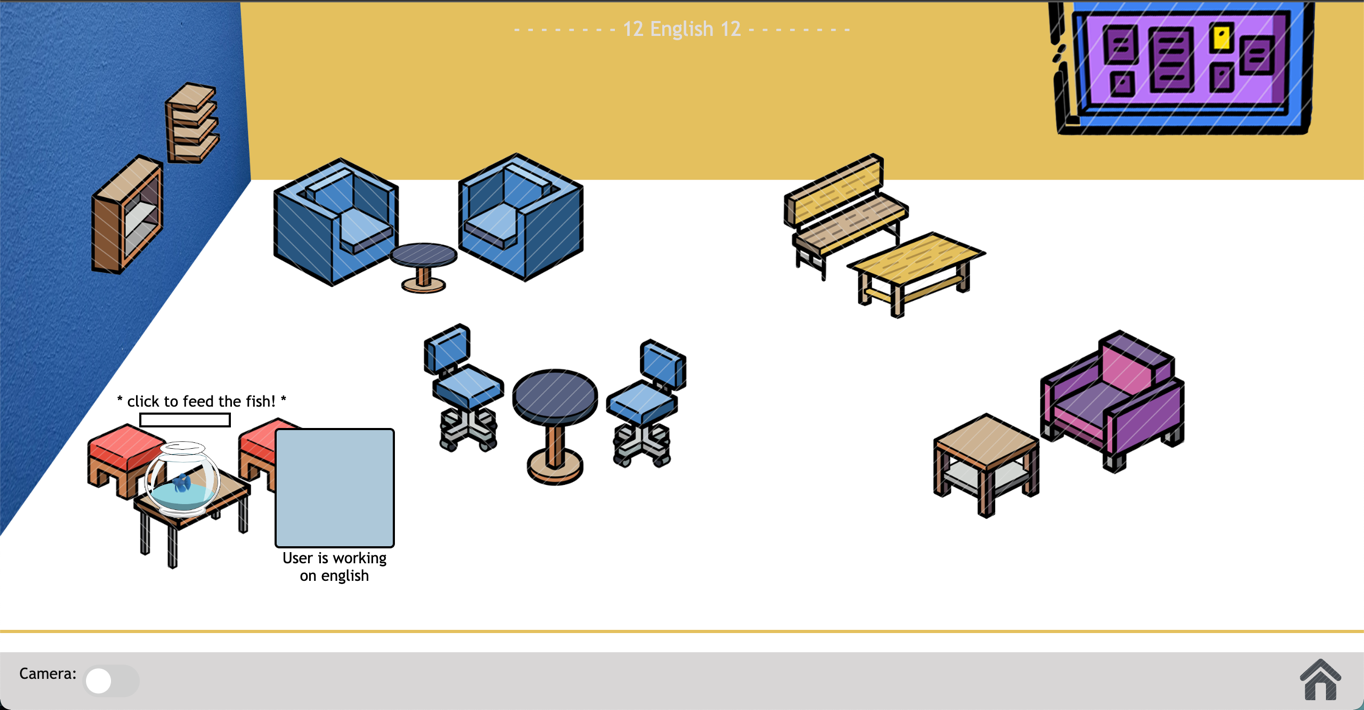 - - - - - - - - 12 English 12 - - - - - - - -
* click to feed the fish! *
User is working
on english
Camera: